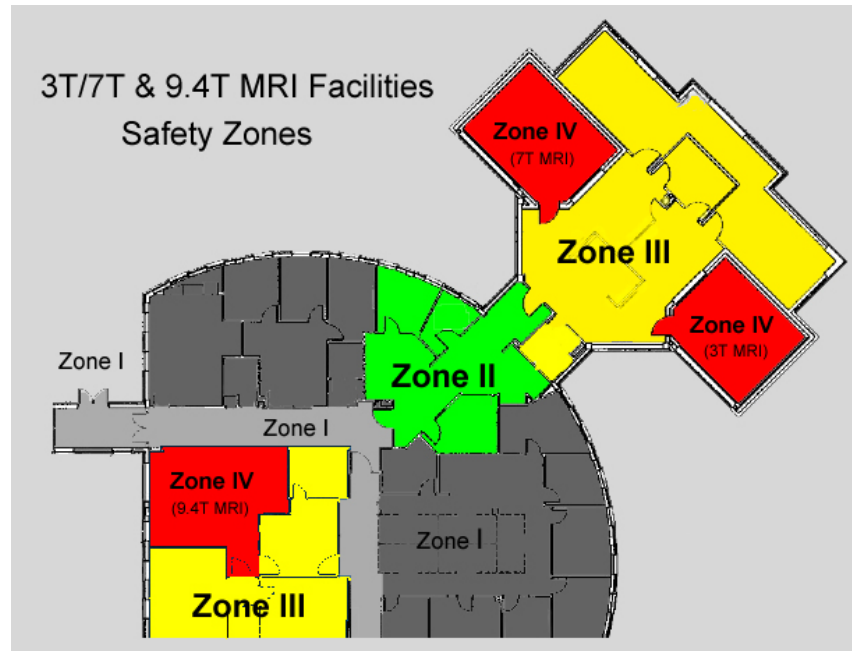 3T/7T & 9.4T MRI Facilities
Safety Zones
Zone IV
(7T MRI)
Zone III
Zone IV
(3T MRI)
Zone I
Zone II
Zone I
Zone IV
(9.4T MRI)
Zone I
Zone III